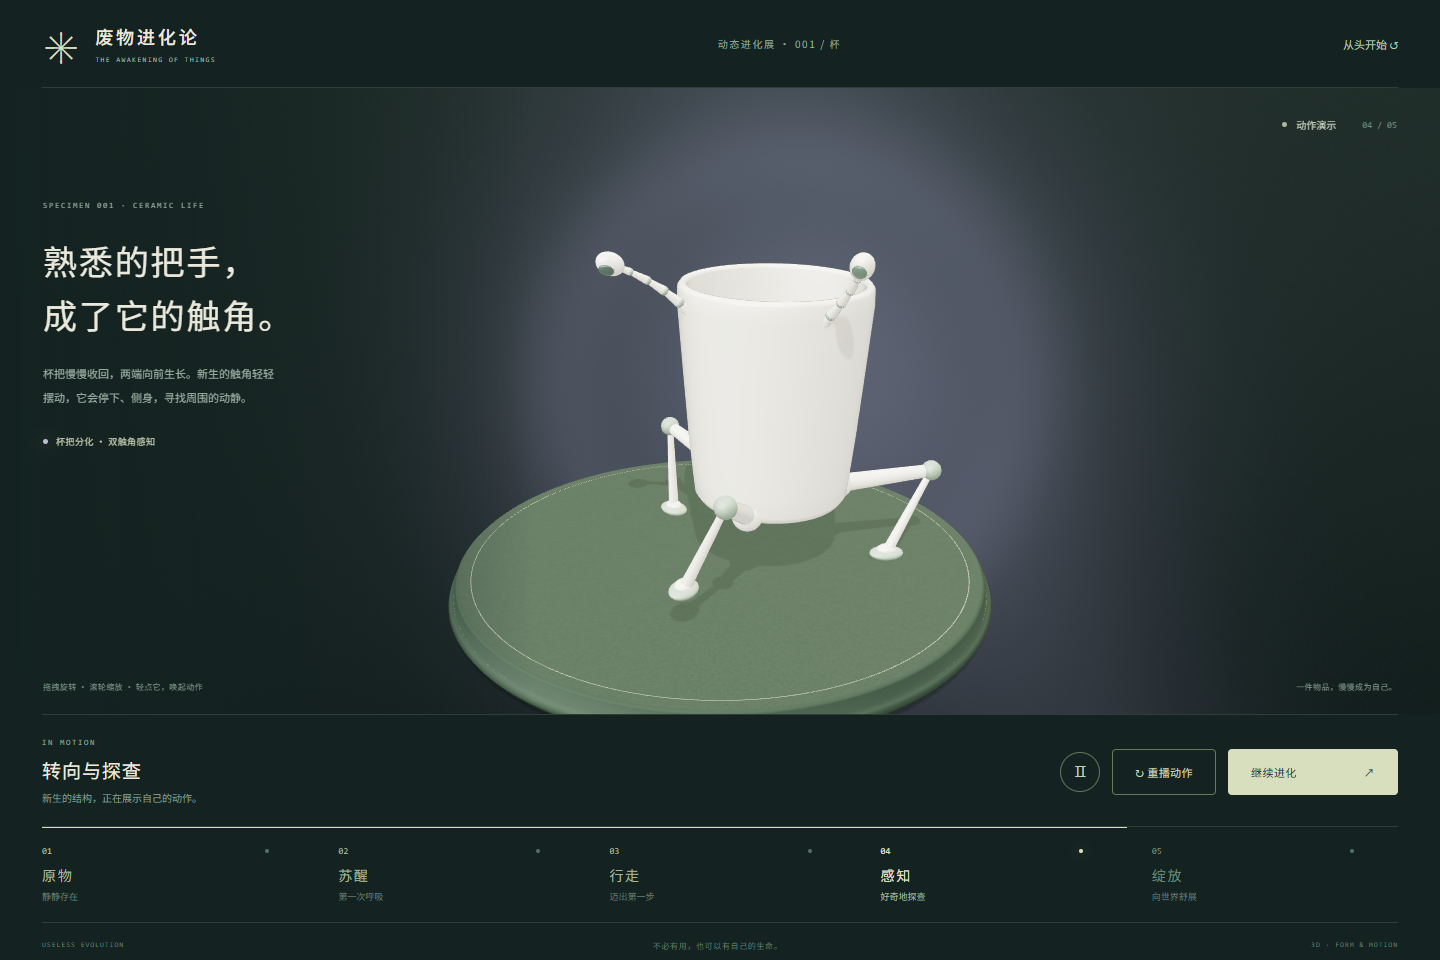 废物进化论
THE AWAKENING OF THINGS
动态进化展 · 001 / 杯
从头开始 ↺
动作演示 04 / 05
SPECIMEN 001 · CERAMIC LIFE
熟悉的把手，
成了它的触角。
杯把慢慢收回，两端向前生长。新生的触角轻轻
摆动，它会停下、侧身，寻找周围的动静。
杯把分化 · 双触角感知
拖拽旋转 · 滚轮缩放 · 轻点它，唤起动作
一件物品，慢慢成为自己。
IN MOTION
转向与探查
新生的结构，正在展示自己的动作。
↻ 重播动作
继续进化 ↗
01
原物
静静存在
02
苏醒
第一次呼吸
03
行走
迈出第一步
04
感知
好奇地探查
05
绽放
向世界舒展
USELESS EVOLUTION
不必有用，也可以有自己的生命。
3D · FORM & MOTION